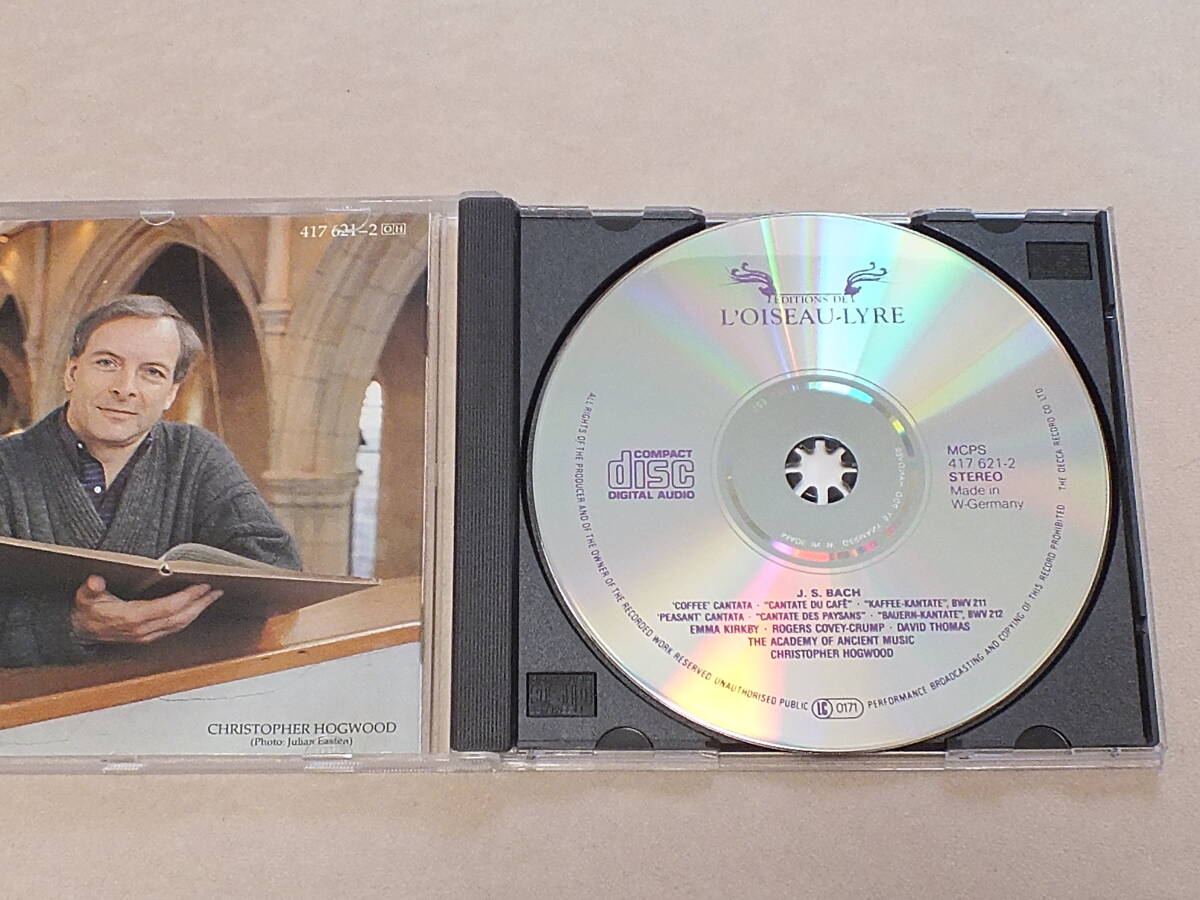 417 621-2 OH
CHRISTOPHER HOGWOOD
(Photo: Julian Easten)
EDITIONS DE
L'OISEAU-LYRE
COMPACT
disc
DIGITAL AUDIO
MCPS
417 621-2
STEREO
Made in
W-Germany
J. S. BACH
'COFFEE' CANTATA · "CANTATE DU CAFÉ" · "KAFFEE-KANTATE", BWV 211
'PEASANT' CANTATA · "CANTATE DES PAYSANS" · "BAUERN-KANTATE", BWV 212
EMMA KIRKBY · ROGERS COVEY-CRUMP · DAVID THOMAS
THE ACADEMY OF ANCIENT MUSIC
CHRISTOPHER HOGWOOD
ALL RIGHTS OF THE PRODUCER AND OF THE OWNER OF THE RECORDED WORK RESERVED UNAUTHORISED PUBLIC LC 0171 PERFORMANCE BROADCASTING AND COPYING OF THIS RECORD PROHIBITED THE DECCA RECORD CO LTD